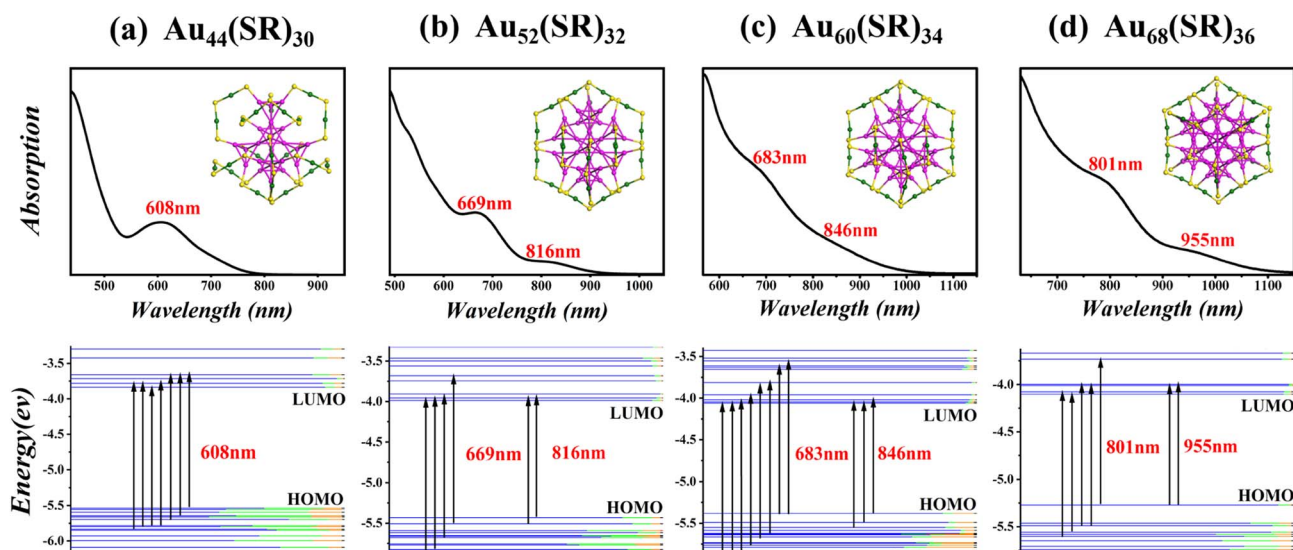 (a) Au44(SR)30
(b) Au52(SR)32
(c) Au60(SR)34
(d) Au68(SR)36
Absorption
608nm
669nm
816nm
683nm
846nm
801nm
955nm
500 600 700 800 900
500 600 700 800 900 1000
600 700 800 900 1000 1100
700 800 900 1000 1100
Wavelength (nm)
Wavelength (nm)
Wavelength (nm)
Wavelength (nm)
Energy(ev)
-3.5
-4.0
-4.5
-5.0
-5.5
-6.0
LUMO
608nm
HOMO
-3.5
-4.0
-4.5
-5.0
-5.5
LUMO
669nm
816nm
HOMO
-3.5
-4.0
-4.5
-5.0
-5.5
LUMO
683nm
846nm
HOMO
-4.0
-4.5
-5.0
-5.5
LUMO
801nm
955nm
HOMO